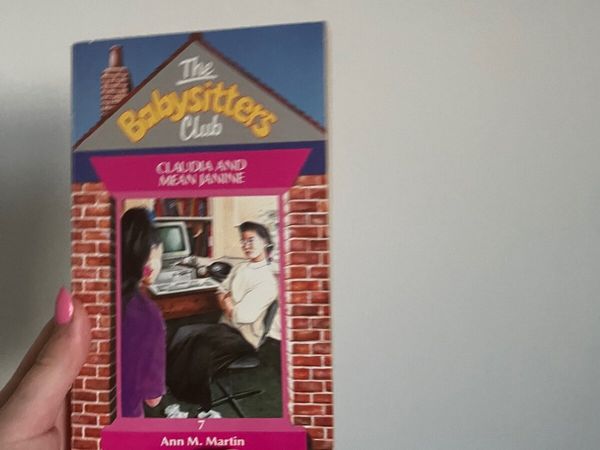 The
Babysitters
Club
CLAUDIA AND
MEAN JANINE
7
Ann M. Martin